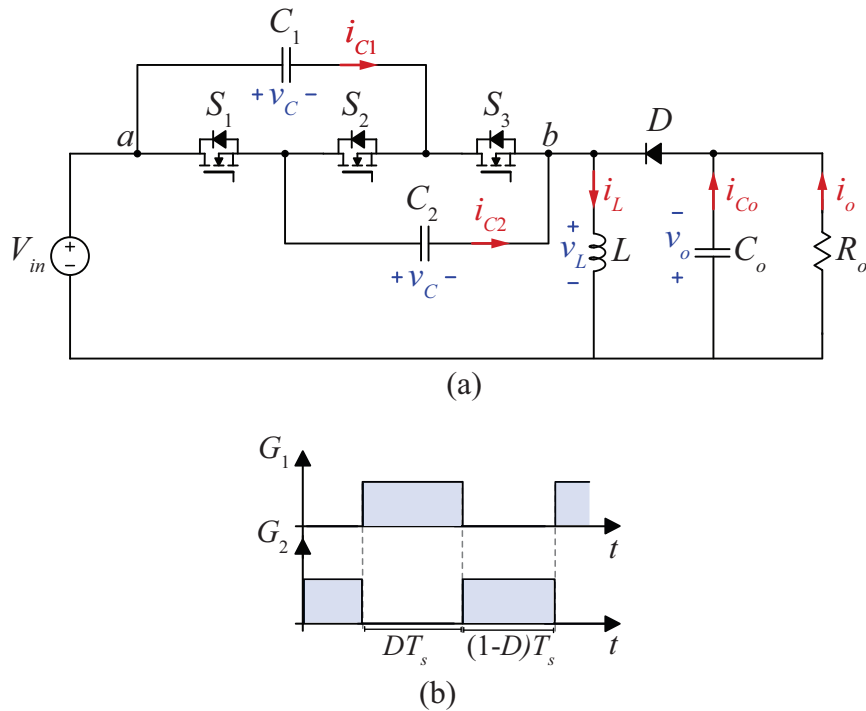 C1
iC1
+ vC −
S1 S2 S3
a b D
C2
iC2
+ vC −
Vin + −
iL
+ vL −
L
− vo +
iCo
Co
io
Ro
(a)
G1
t
G2
t
DTs (1-D)Ts
(b)